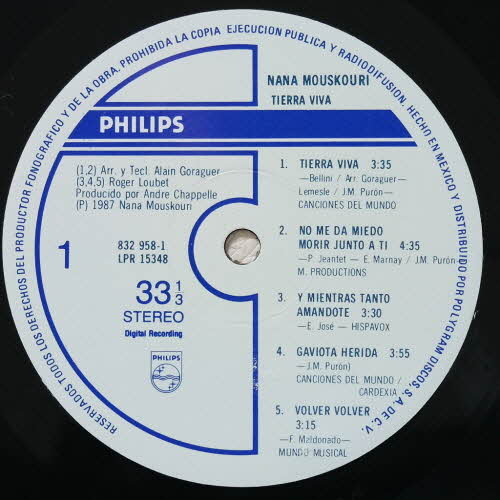 RESERVADOS TODOS LOS DERECHOS DEL PRODUCTOR FONOGRAFICO Y DE LA OBRA. PROHIBIDA LA COPIA EJECUCION PUBLICA Y RADIODIFUSION. HECHO EN MEXICO Y DISTRIBUIDO POR POLYGRAM DISCOS, S. A. DE C. V.
NANA MOUSKOURI
TIERRA VIVA
PHILIPS
(1,2) Arr. y Tecl. Alain Goraguer
(3,4,5) Roger Loubet
Producido por Andre Chappelle
(P) 1987 Nana Mouskouri
1
832 958-1
LPR 15348
33 1/3
STEREO
Digital Recording
PHILIPS
1. TIERRA VIVA 3:35
—Bellini / Arr. Goraguer-
Lemesle / J.M. Purón—
CANCIONES DEL MUNDO
2. NO ME DA MIEDO
MORIR JUNTO A TI 4:35
—P. Jeantet — E. Marnay / J.M. Purón—
M. PRODUCTIONS
3. Y MIENTRAS TANTO
AMANDOTE 3:30
—E. José — HISPAVOX
4. GAVIOTA HERIDA 3:55
—J.M. Purón)
CANCIONES DEL MUNDO /
CARDEXIA
5. VOLVER VOLVER
3:15
—F. Maldonado—
MUNDO MUSICAL